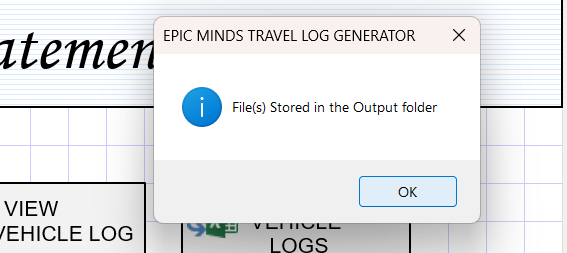 atemen
EPIC MINDS TRAVEL LOG GENERATOR
File(s) Stored in the Output folder
OK
VIEW
VEHICLE LOG
VEHICLE
LOGS